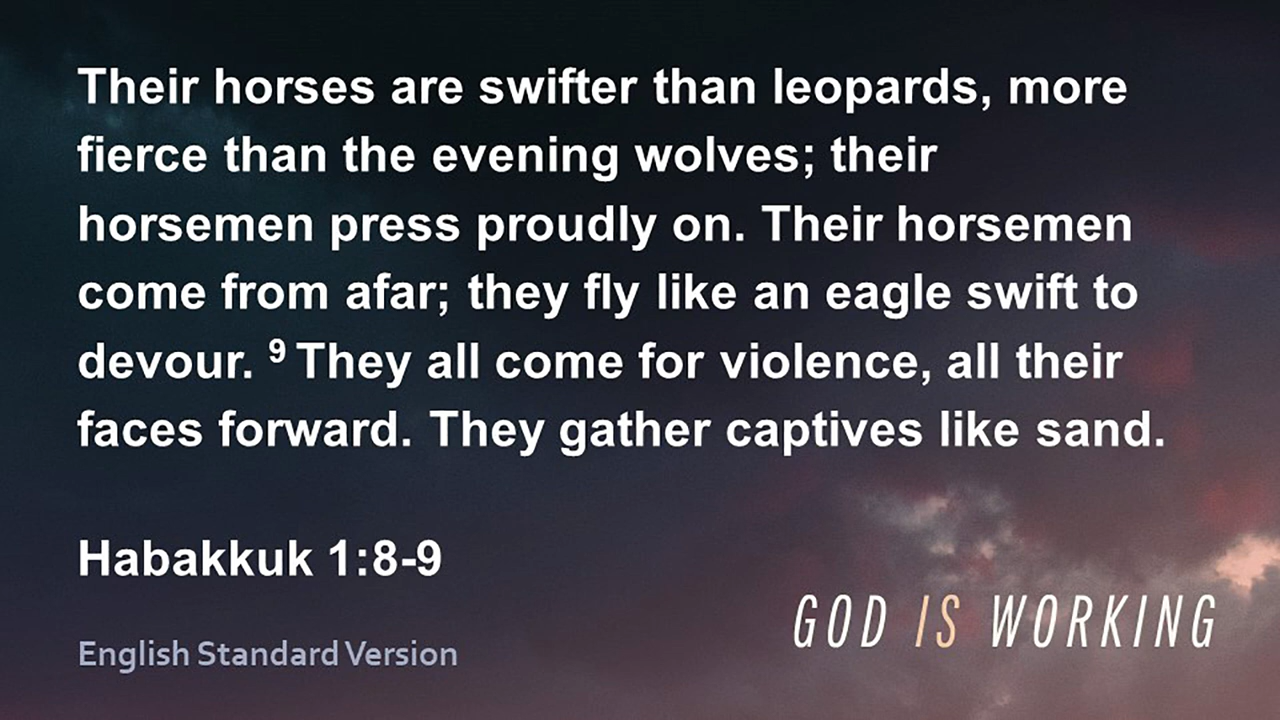 Their horses are swifter than leopards, more
fierce than the evening wolves; their
horsemen press proudly on. Their horsemen
come from afar; they fly like an eagle swift to
devour. 9 They all come for violence, all their
faces forward. They gather captives like sand.
Habakkuk 1:8-9
GOD IS WORKING
English Standard Version